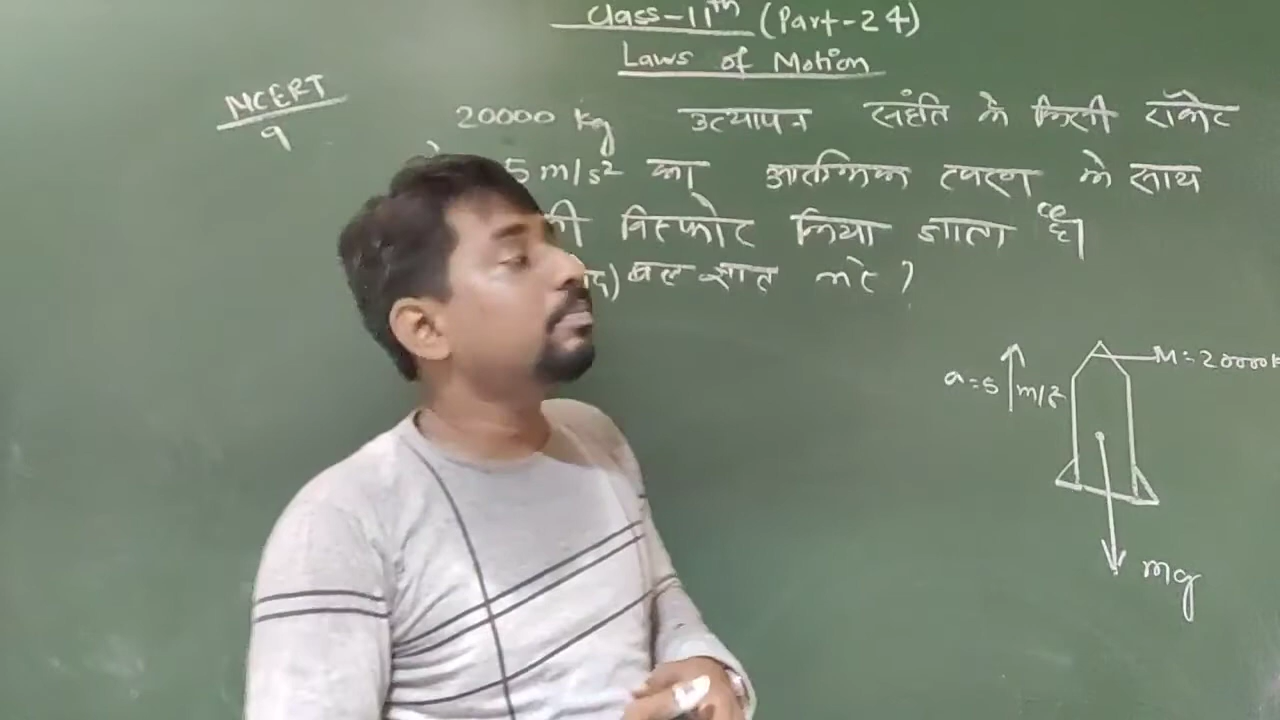 Class-11th (Part-24)
Laws of Motion
NCERT
9
20000 kg उत्थापन संहति के किसी रॉकेट
5 m/s² का आरम्भिक त्वरण के साथ
की विस्फोट किया जाता है।
बल ज्ञात करें ?
a=5 m/s²
M=20000k
mg